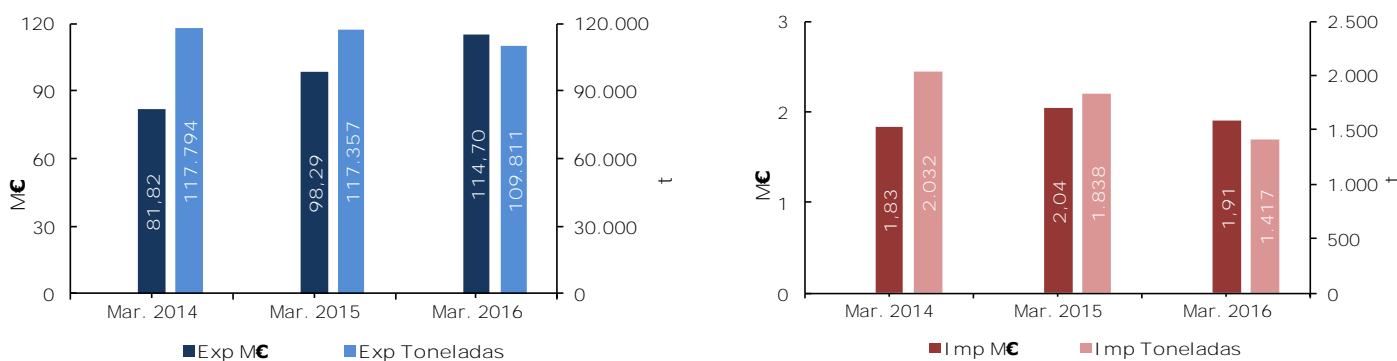 120
90
60
30
0
M€
81,82
117.794
98,29
117.357
114,70
109.811
120.000
90.000
60.000
30.000
0
t
Mar. 2014
Mar. 2015
Mar. 2016
Exp M€
Exp Toneladas
3
2
1
0
M€
1,83
2.032
2,04
1.838
1,91
1.417
2.500
2.000
1.500
1.000
500
0
t
Mar. 2014
Mar. 2015
Mar. 2016
Imp M€
Imp Toneladas